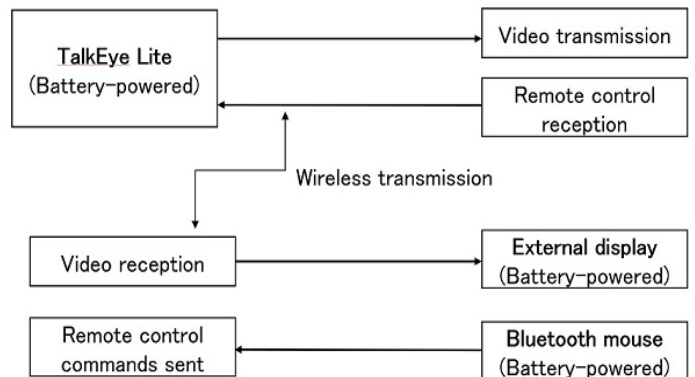 TalkEye Lite
(Battery-powered)
Video transmission
Remote control
reception
Wireless transmission
Video reception
External display
(Battery-powered)
Remote control
commands sent
Bluetooth mouse
(Battery-powered)